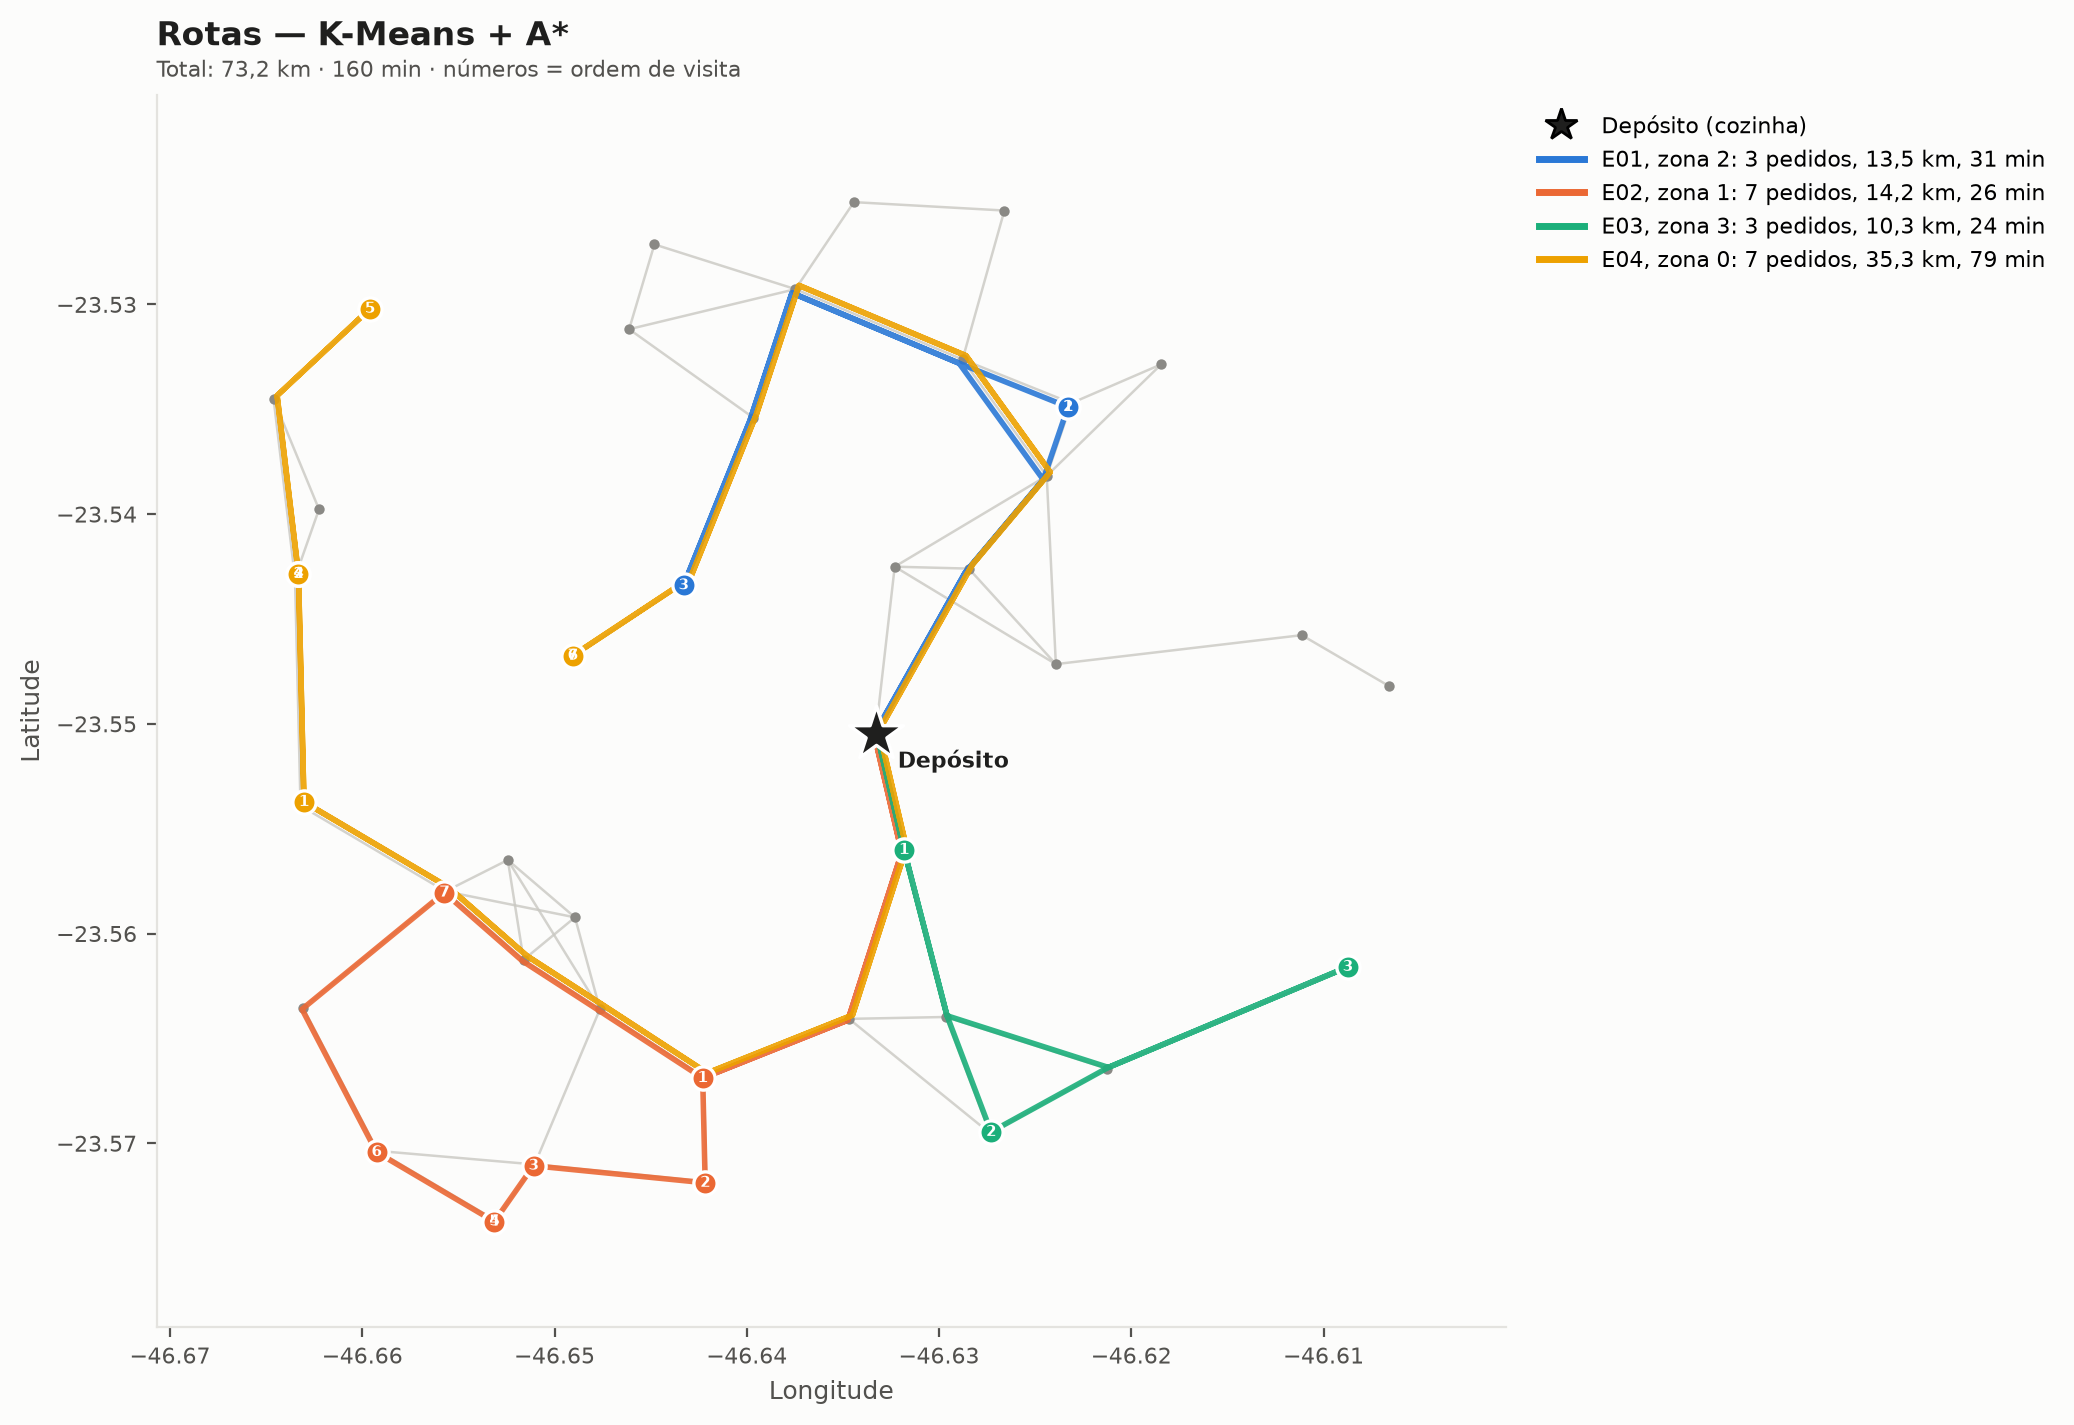 Rotas — K-Means + A*
Total: 73,2 km · 160 min · números = ordem de visita
Depósito (cozinha)
E01, zona 2: 3 pedidos, 13,5 km, 31 min
E02, zona 1: 7 pedidos, 14,2 km, 26 min
E03, zona 3: 3 pedidos, 10,3 km, 24 min
E04, zona 0: 7 pedidos, 35,3 km, 79 min
−23.53
−23.54
−23.55
−23.56
−23.57
Latitude
5
3
Depósito
1
1
7
3
1
2
6
3
2
−46.67
−46.66
−46.65
−46.64
−46.63
−46.62
−46.61
Longitude